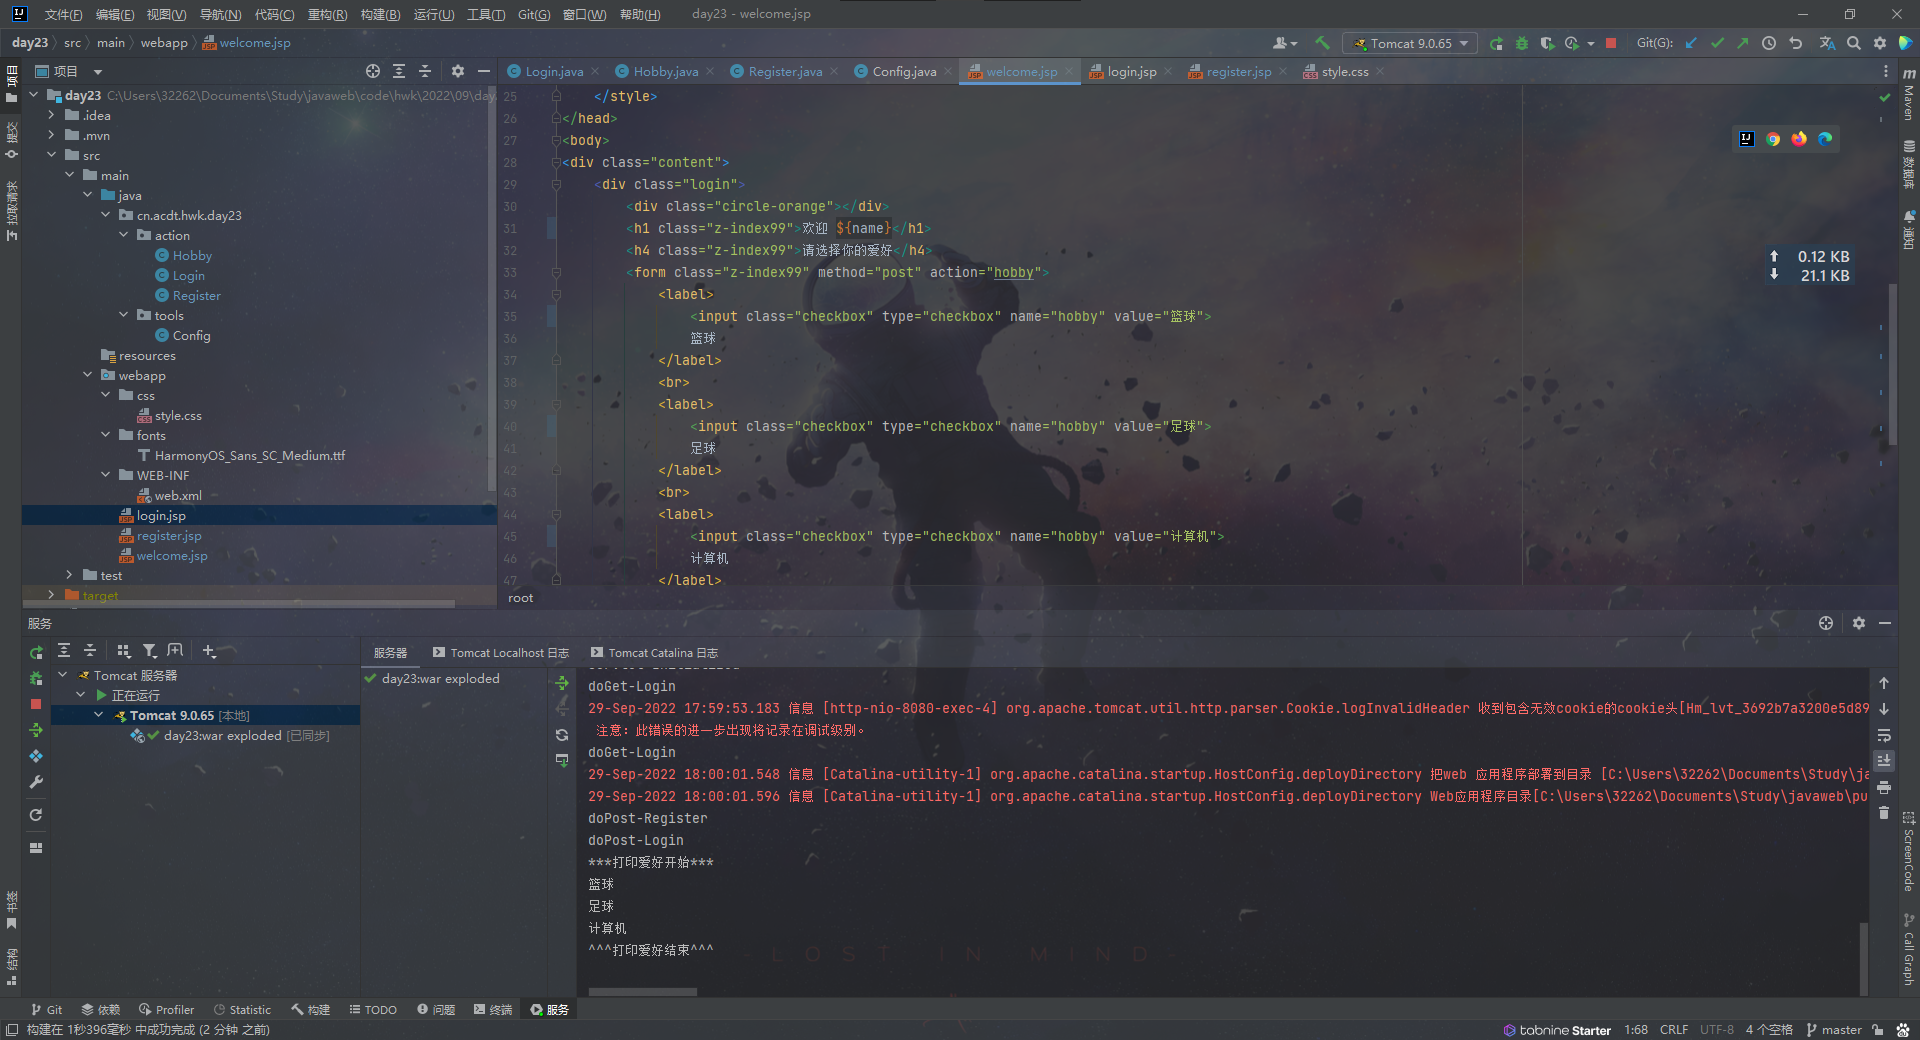 文件(F) 编辑(E) 视图(V) 导航(N) 代码(C) 重构(R) 构建(B) 运行(U) 工具(T) Git(G) 窗口(W) 帮助(H) day23 - welcome.jsp
day23 src main webapp welcome.jsp
Tomcat 9.0.65 Git(G):
项目
提交
拉取请求
书签
结构
项目
day23 C:\Users\32262\Documents\Study\javaweb\code\hwk\2022\09\day
.idea
.mvn
src
main
java
cn.acdt.hwk.day23
action
Hobby
Login
Register
tools
Config
resources
webapp
css
style.css
fonts
HarmonyOS_Sans_SC_Medium.ttf
WEB-INF
web.xml
login.jsp
register.jsp
welcome.jsp
test
target
Login.java Hobby.java Register.java Config.java welcome.jsp login.jsp register.jsp style.css
25 </style>
26 </head>
27 <body>
28 <div class="content">
29 <div class="login">
30 <div class="circle-orange"></div>
31 <h1 class="z-index99">欢迎 ${name}</h1>
32 <h4 class="z-index99">请选择你的爱好</h4>
33 <form class="z-index99" method="post" action="hobby">
34 <label>
35 <input class="checkbox" type="checkbox" name="hobby" value="篮球">
36 篮球
37 </label>
38 <br>
39 <label>
40 <input class="checkbox" type="checkbox" name="hobby" value="足球">
41 足球
42 </label>
43 <br>
44 <label>
45 <input class="checkbox" type="checkbox" name="hobby" value="计算机">
46 计算机
47 </label>
root
0.12 KB
21.1 KB
Maven
数据库
通知
ScreenCode
Call Graph
服务
Tomcat 服务器
正在运行
Tomcat 9.0.65 [本地]
day23:war exploded [已同步]
服务器 Tomcat Localhost 日志 Tomcat Catalina 日志
day23:war exploded
doGet-Login
29-Sep-2022 17:59:53.183 信息 [http-nio-8080-exec-4] org.apache.tomcat.util.http.parser.Cookie.logInvalidHeader 收到包含无效cookie的cookie头[Hm_lvt_3692b7a3200e5d89
注意：此错误的进一步出现将记录在调试级别。
doGet-Login
29-Sep-2022 18:00:01.548 信息 [Catalina-utility-1] org.apache.catalina.startup.HostConfig.deployDirectory 把web 应用程序部署到目录 [C:\Users\32262\Documents\Study\ja
29-Sep-2022 18:00:01.596 信息 [Catalina-utility-1] org.apache.catalina.startup.HostConfig.deployDirectory Web应用程序目录[C:\Users\32262\Documents\Study\javaweb\pu
doPost-Register
doPost-Login
***打印爱好开始***
篮球
足球
计算机
^^^打印爱好结束^^^
LOST IN MIND
Git 依赖 Profiler Statistic 构建 TODO 问题 终端 服务
构建在 1秒396毫秒 中成功完成 (2 分钟 之前) tabnine Starter 1:68 CRLF UTF-8 4 个空格 master